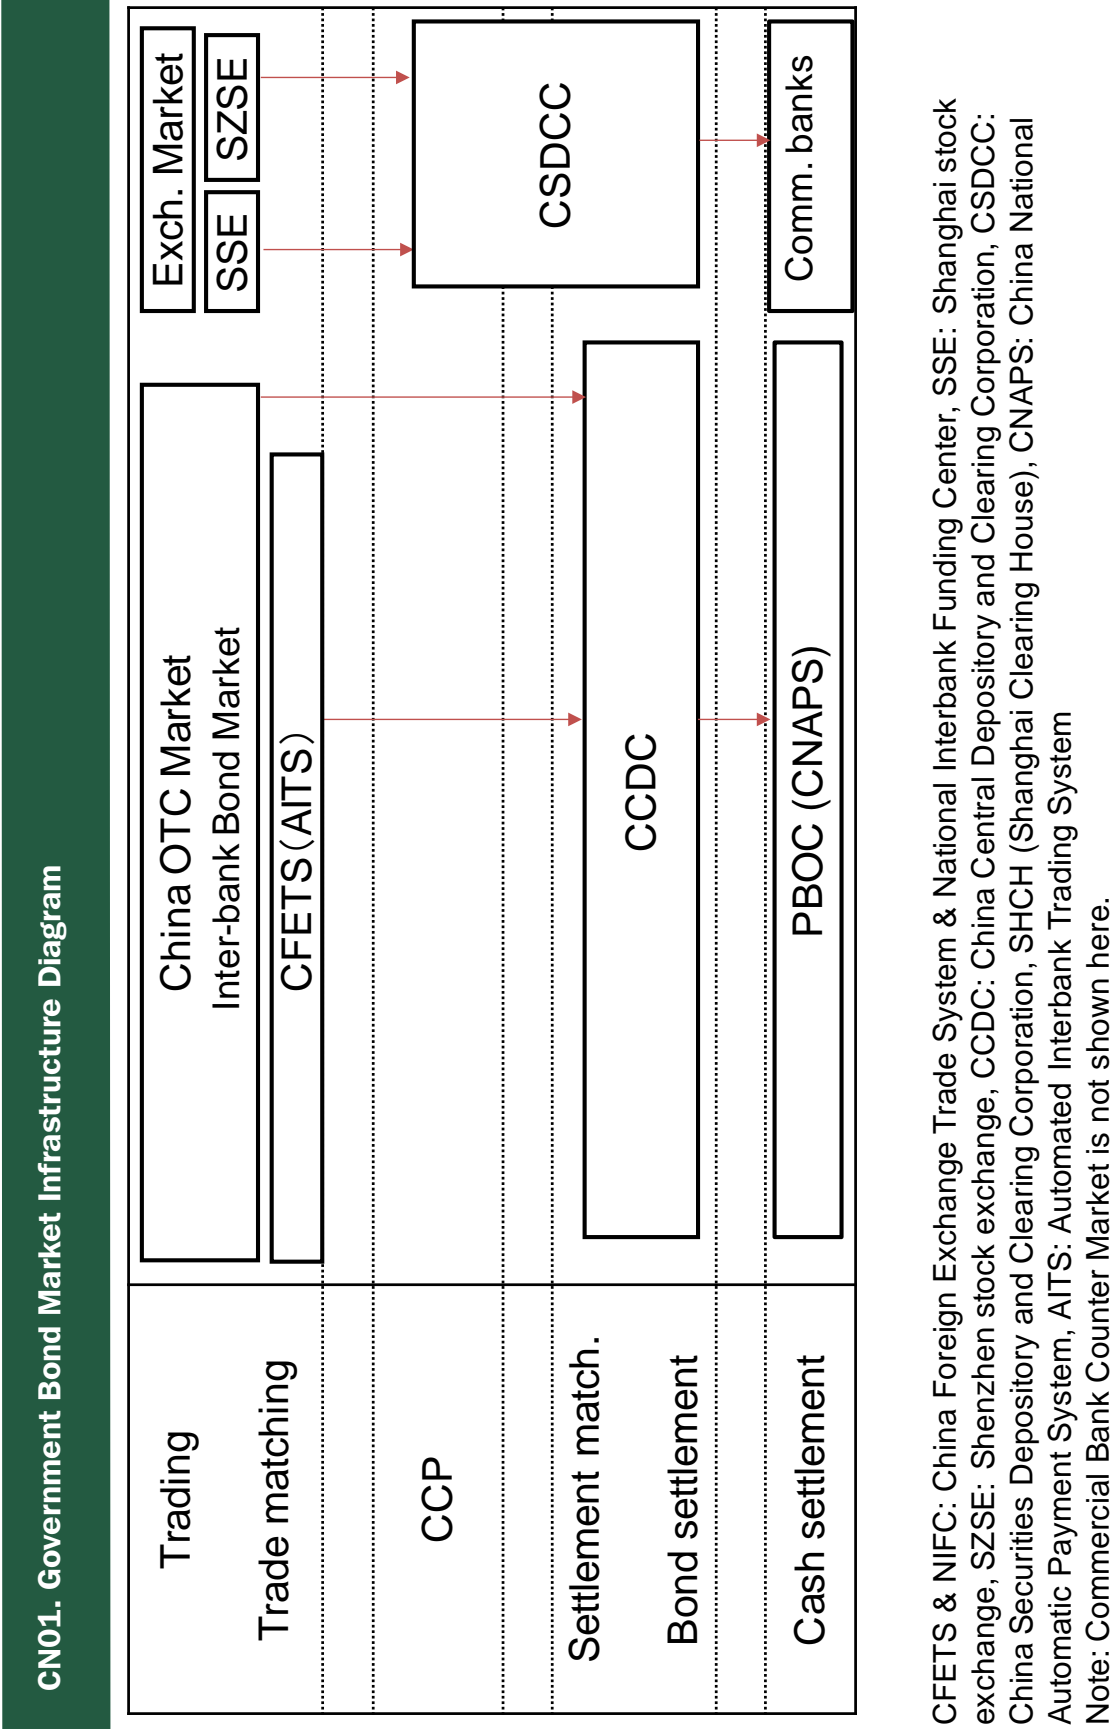 CN01. Government Bond Market Infrastructure Diagram
Trading
China OTC Market
Inter-bank Bond Market
Exch. Market
SSE
SZSE
Trade matching
CFETS（AITS）
CCP
CSDCC
Settlement match.
Bond settlement
CCDC
Cash settlement
PBOC (CNAPS)
Comm. banks
CFETS & NIFC: China Foreign Exchange Trade System & National Interbank Funding Center, SSE: Shanghai stock
exchange, SZSE: Shenzhen stock exchange, CCDC: China Central Depository and Clearing Corporation, CSDCC:
China Securities Depository and Clearing Corporation, SHCH (Shanghai Clearing House), CNAPS: China National
Automatic Payment System, AITS: Automated Interbank Trading System
Note: Commercial Bank Counter Market is not shown here.